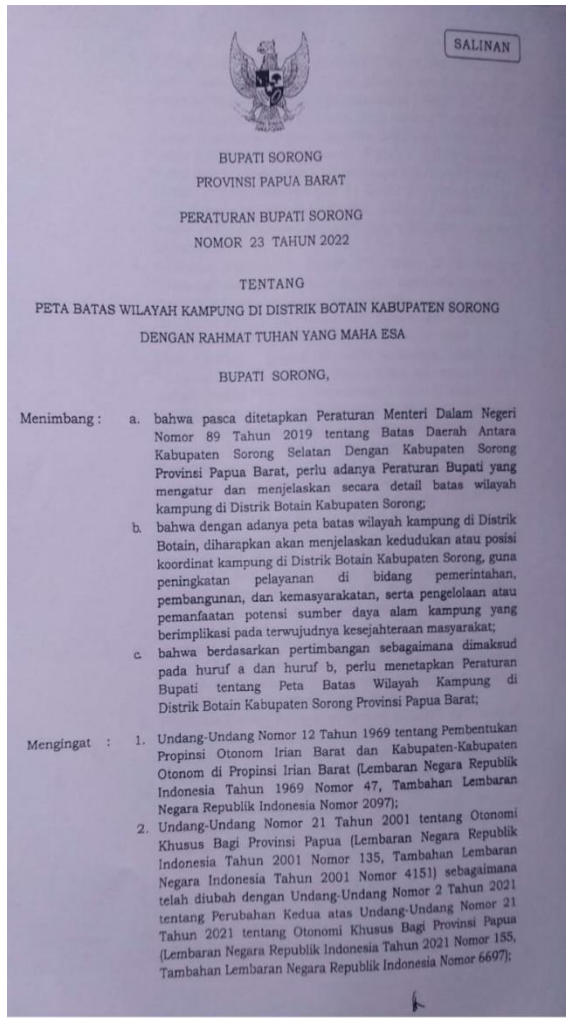 SALINAN
BUPATI SORONG
PROVINSI PAPUA BARAT
PERATURAN BUPATI SORONG
NOMOR 23 TAHUN 2022
TENTANG
PETA BATAS WILAYAH KAMPUNG DI DISTRIK BOTAIN KABUPATEN SORONG
DENGAN RAHMAT TUHAN YANG MAHA ESA
BUPATI SORONG,
Menimbang : a. bahwa pasca ditetapkan Peraturan Menteri Dalam Negeri
Nomor 89 Tahun 2019 tentang Batas Daerah Antara
Kabupaten Sorong Selatan Dengan Kabupaten Sorong
Provinsi Papua Barat, perlu adanya Peraturan Bupati yang
mengatur dan menjelaskan secara detail batas wilayah
kampung di Distrik Botain Kabupaten Sorong;
b. bahwa dengan adanya peta batas wilayah kampung di Distrik
Botain, diharapkan akan menjelaskan kedudukan atau posisi
koordinat kampung di Distrik Botain Kabupaten Sorong, guna
peningkatan pelayanan di bidang pemerintahan,
pembangunan, dan kemasyarakatan, serta pengelolaan atau
pemanfaatan potensi sumber daya alam kampung yang
berimplikasi pada terwujudnya kesejahteraan masyarakat;
c. bahwa berdasarkan pertimbangan sebagaimana dimaksud
pada huruf a dan huruf b, perlu menetapkan Peraturan
Bupati tentang Peta Batas Wilayah Kampung di
Distrik Botain Kabupaten Sorong Provinsi Papua Barat;
Mengingat : 1. Undang-Undang Nomor 12 Tahun 1969 tentang Pembentukan
Propinsi Otonom Irian Barat dan Kabupaten-Kabupaten
Otonom di Propinsi Irian Barat (Lembaran Negara Republik
Indonesia Tahun 1969 Nomor 47, Tambahan Lembaran
Negara Republik Indonesia Nomor 2097);
2. Undang-Undang Nomor 21 Tahun 2001 tentang Otonomi
Khusus Bagi Provinsi Papua (Lembaran Negara Republik
Indonesia Tahun 2001 Nomor 135, Tambahan Lembaran
Negara Indonesia Tahun 2001 Nomor 4151) sebagaimana
telah diubah dengan Undang-Undang Nomor 2 Tahun 2021
tentang Perubahan Kedua atas Undang-Undang Nomor 21
Tahun 2021 tentang Otonomi Khusus Bagi Provinsi Papua
(Lembaran Negara Republik Indonesia Tahun 2021 Nomor 155,
Tambahan Lembaran Negara Republik Indonesia Nomor 6697);